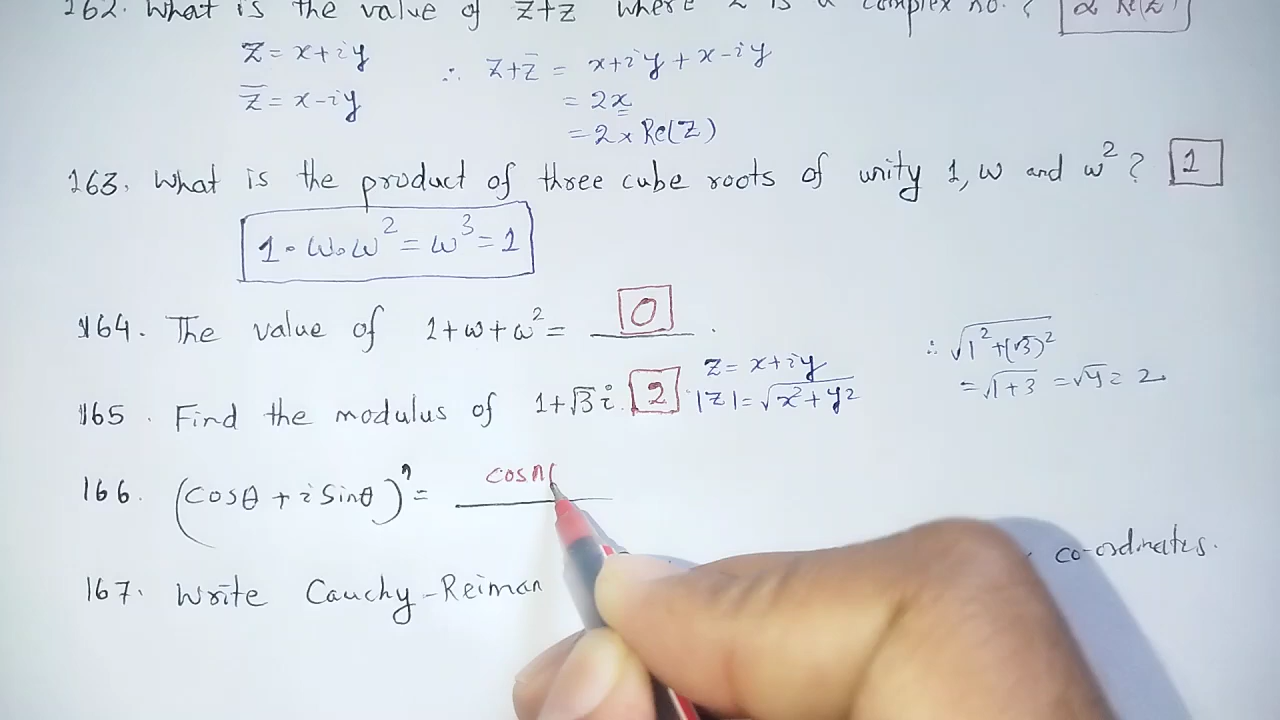 162. What is the value of z+z̄ where z is a complex no. ? 2 Re(z)
z = x+iy
z̄ = x-iy
∴ z+z̄ = x+iy+x-iy
= 2x
= 2x Re(z)
163. What is the product of three cube roots of unity 1, ω and ω² ? 1
1·ω·ω² = ω³ = 1
164. The value of 1+ω+ω² = 0 .
165. Find the modulus of 1+√3 i. 2
z = x+iy
|z| = √x²+y²
∴ √1²+(√3)²
= √1+3 = √4 = 2
166. (cosθ + i sinθ)ⁿ = cosn(
167. Write Cauchy-Reiman co-ordinates.